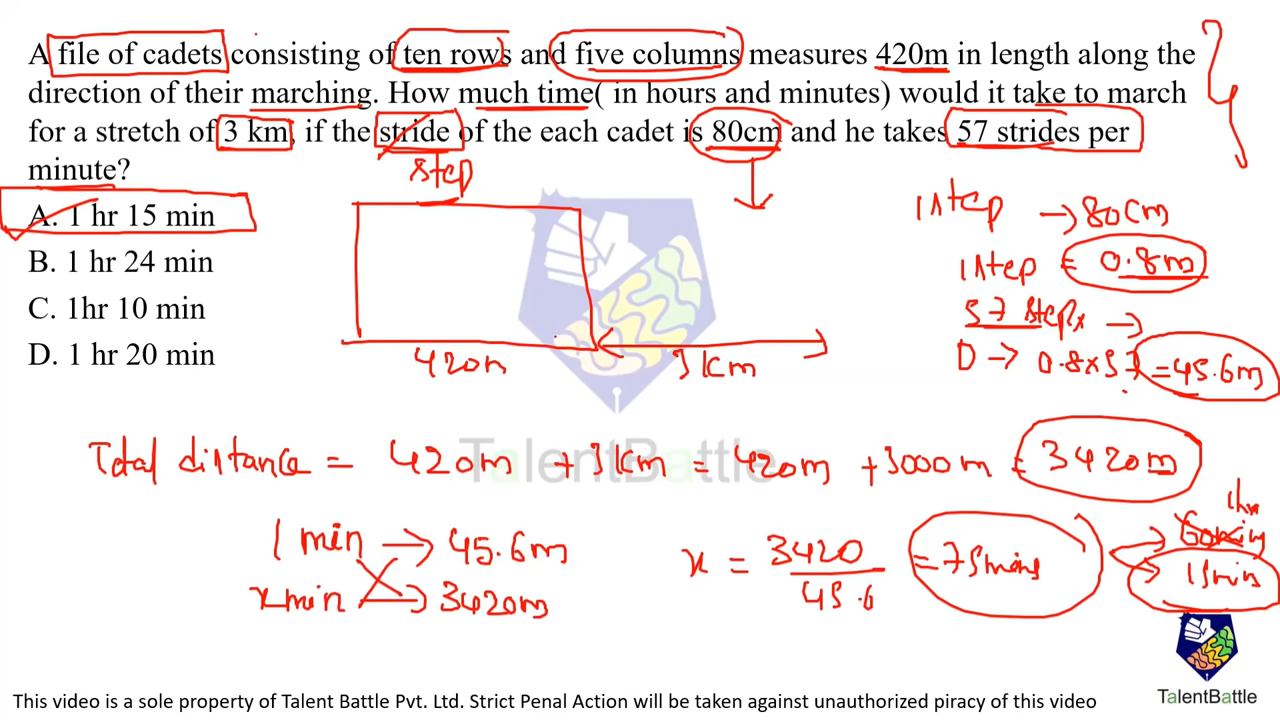 A file of cadets consisting of ten rows and five columns measures 420m in length along the
direction of their marching. How much time( in hours and minutes) would it take to march
for a stretch of 3 km, if the stride of the each cadet is 80cm and he takes 57 strides per
minute?
step
A. 1 hr 15 min
B. 1 hr 24 min
C. 1hr 10 min
D. 1 hr 20 min
1 step → 80cm
1 step = 0.8m
57 steps →
D → 0.8×57 = 45.6m
420m
3 km
TalentBattle
Total distance = 420m + 3km = 420m + 3000m = 3420m
1 min → 45.6m
x min → 3420m
x = 3420/45.6 = 75mins
1hr
60min
15min
TalentBattle
This video is a sole property of Talent Battle Pvt. Ltd. Strict Penal Action will be taken against unauthorized piracy of this video